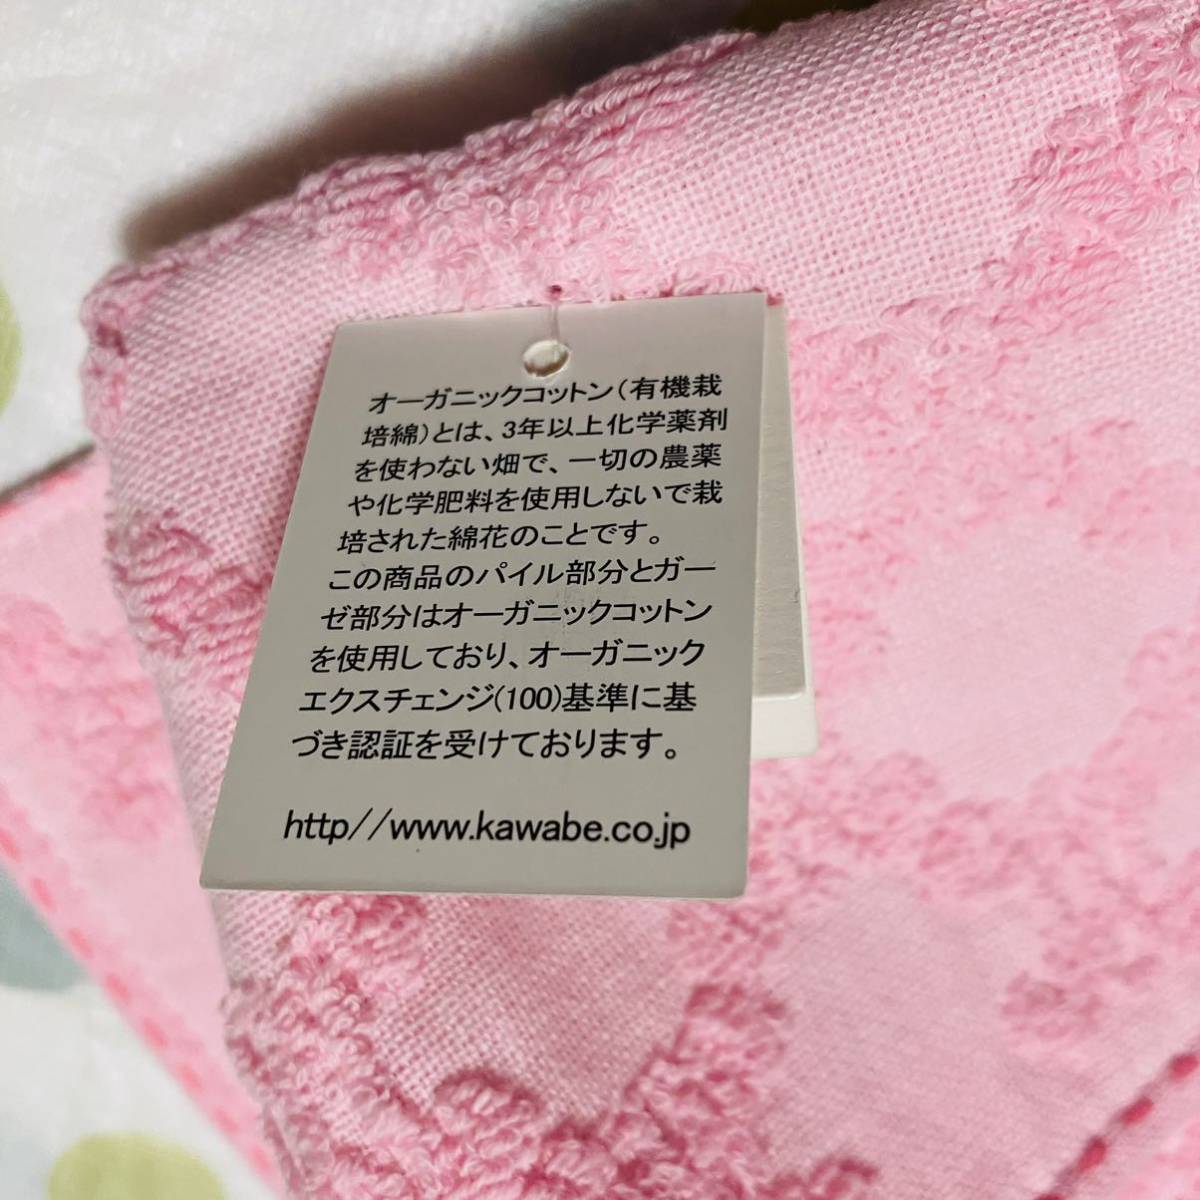 オーガニックコットン(有機栽
培綿)とは、3年以上化学薬剤
を使わない畑で、一切の農薬
や化学肥料を使用しないで栽
培された綿花のことです。
この商品のパイル部分とガー
ゼ部分はオーガニックコットン
を使用しており、オーガニック
エクスチェンジ(100)基準に基
づき認証を受けております。
http//www.kawabe.co.jp